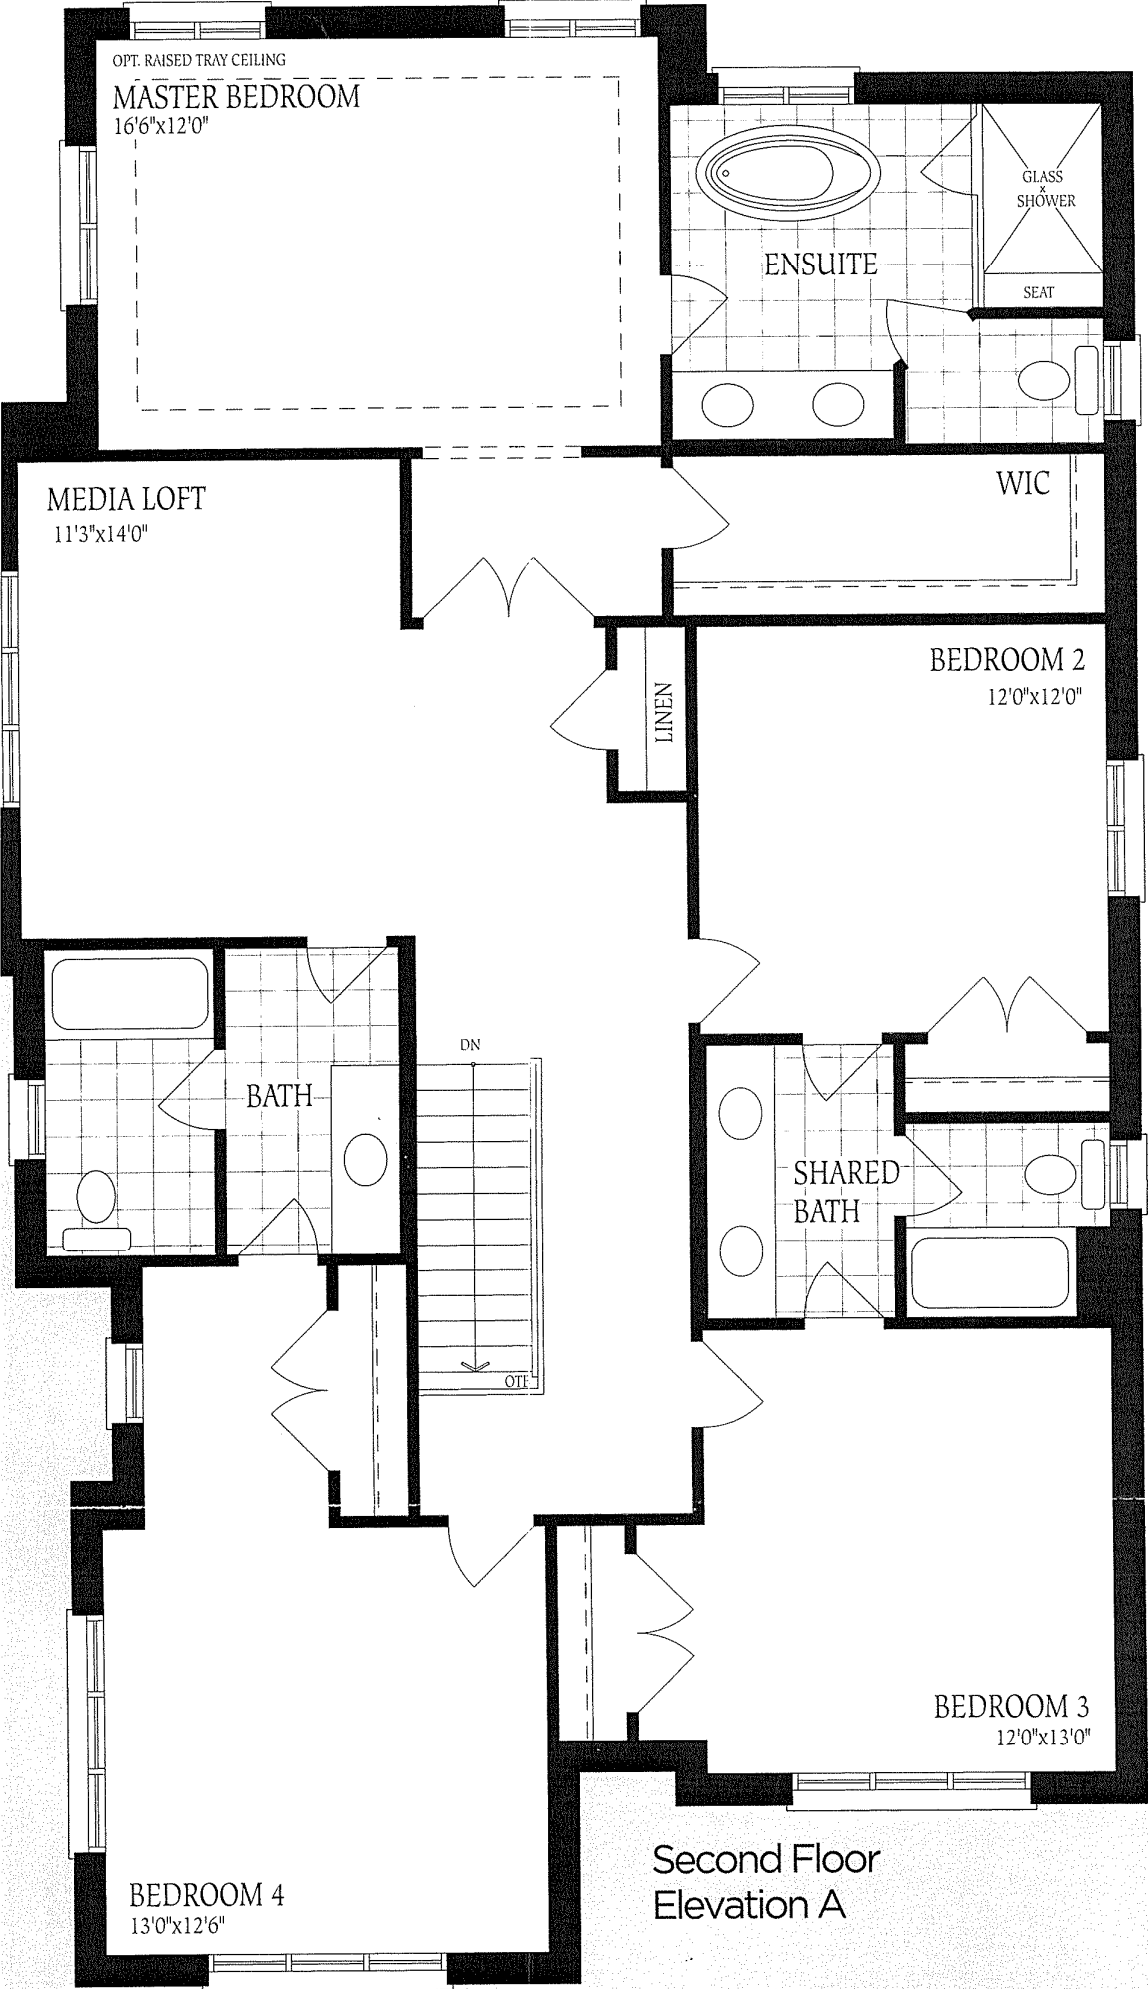 OPT. RAISED TRAY CEILING
MASTER BEDROOM
16'6"x12'0"
GLASS
x
SHOWER
ENSUITE
SEAT
WIC
MEDIA LOFT
11'3"x14'0"
BEDROOM 2
12'0"x12'0"
LINEN
DN
BATH
SHARED
BATH
OTB
BEDROOM 3
12'0"x13'0"
Second Floor
Elevation A
BEDROOM 4
13'0"x12'6"